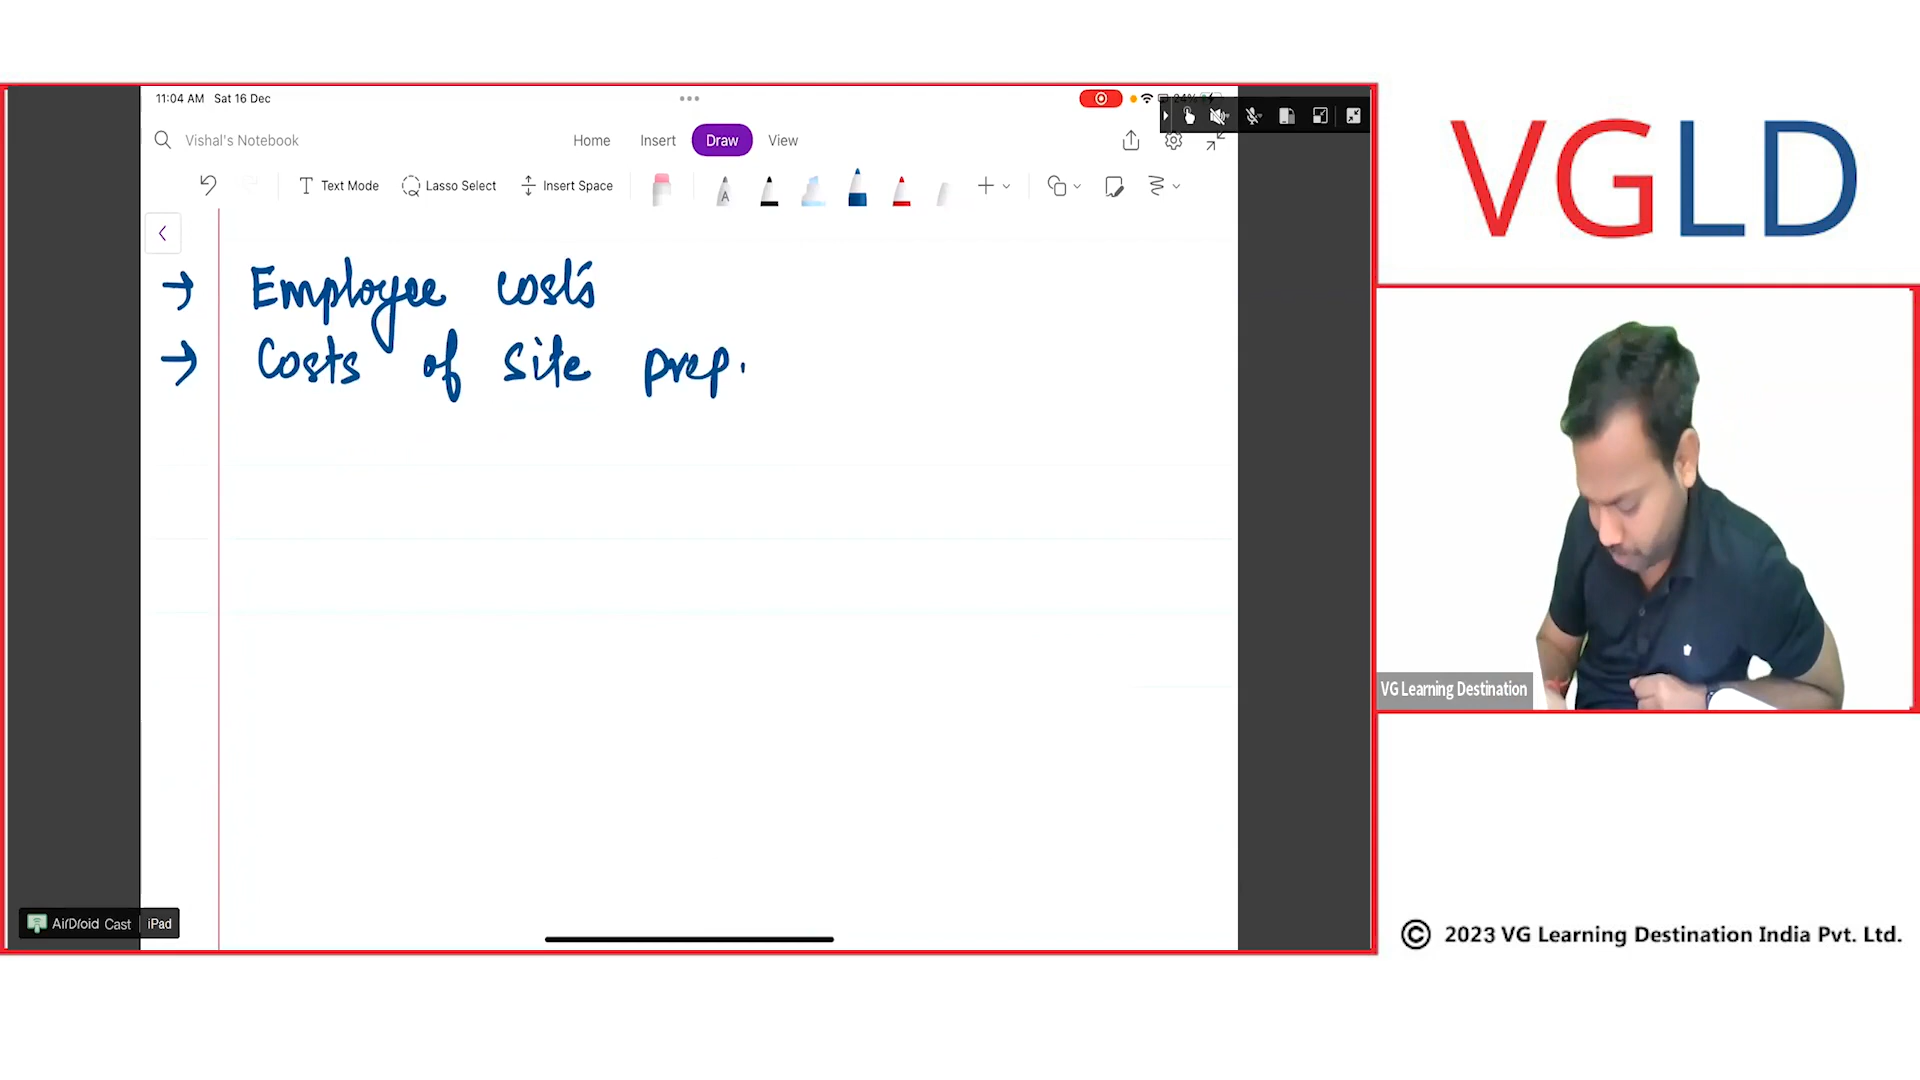 11:04 AM Sat 16 Dec
24%
Vishal's Notebook
Home Insert Draw View
Text Mode Lasso Select Insert Space
A
→ Employee costs
→ Costs of site prep.
AirDroid Cast iPad
VGLD
VG Learning Destination
© 2023 VG Learning Destination India Pvt. Ltd.